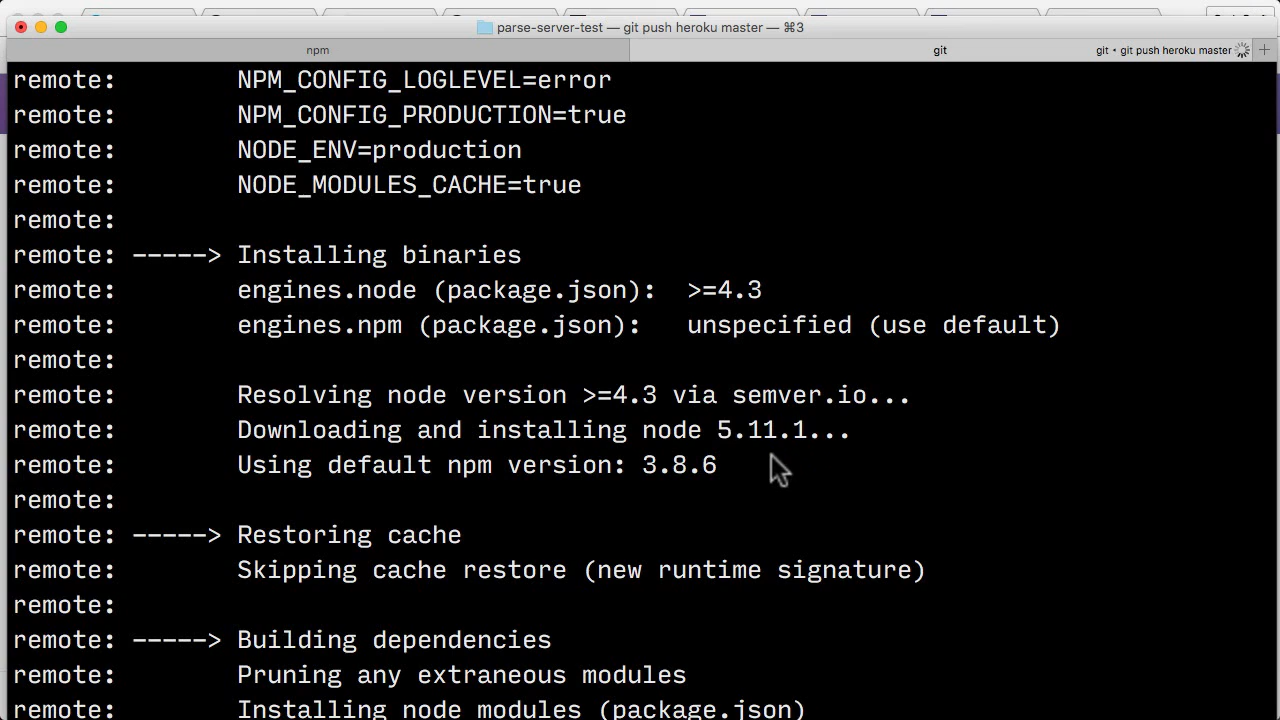 parse-server-test — git push heroku master — ⌘3
npm git git • git push heroku master
remote: NPM_CONFIG_LOGLEVEL=error
remote: NPM_CONFIG_PRODUCTION=true
remote: NODE_ENV=production
remote: NODE_MODULES_CACHE=true
remote:
remote: -----> Installing binaries
remote: engines.node (package.json): >=4.3
remote: engines.npm (package.json): unspecified (use default)
remote:
remote: Resolving node version >=4.3 via semver.io...
remote: Downloading and installing node 5.11.1...
remote: Using default npm version: 3.8.6
remote:
remote: -----> Restoring cache
remote: Skipping cache restore (new runtime signature)
remote:
remote: -----> Building dependencies
remote: Pruning any extraneous modules
remote: Installing node modules (package.json)